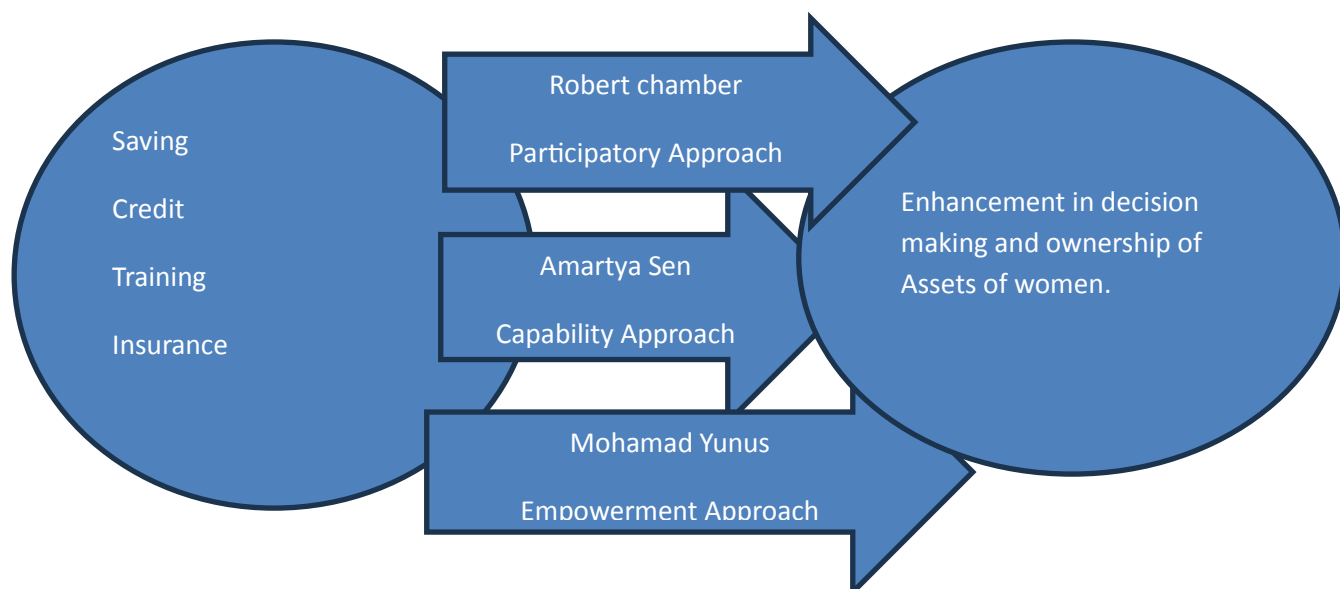 Saving
Credit
Training
Insurance
Robert chamber
Participatory Approach
Amartya Sen
Capability Approach
Mohamad Yunus
Empowerment Approach
Enhancement in decision
making and ownership of
Assets of women.